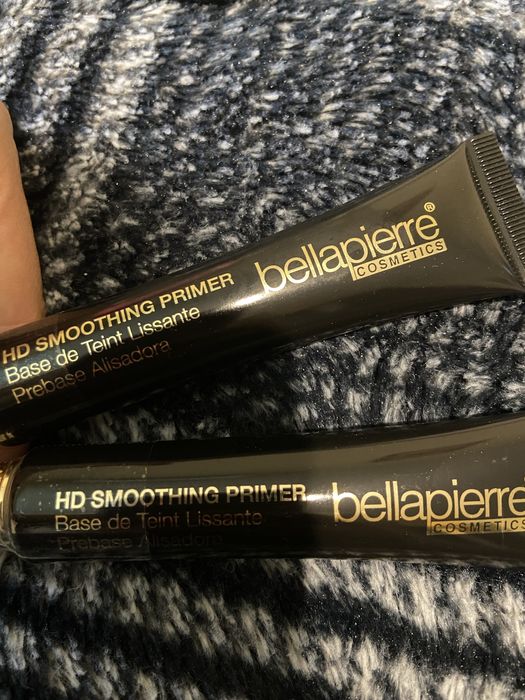 bellapierre®
COSMETICS
HD SMOOTHING PRIMER
Base de Teint Lissante
Prebase Alisadora
bellapierre
COSMETICS
HD SMOOTHING PRIMER
Base de Teint Lissante
Prebase Alisadora